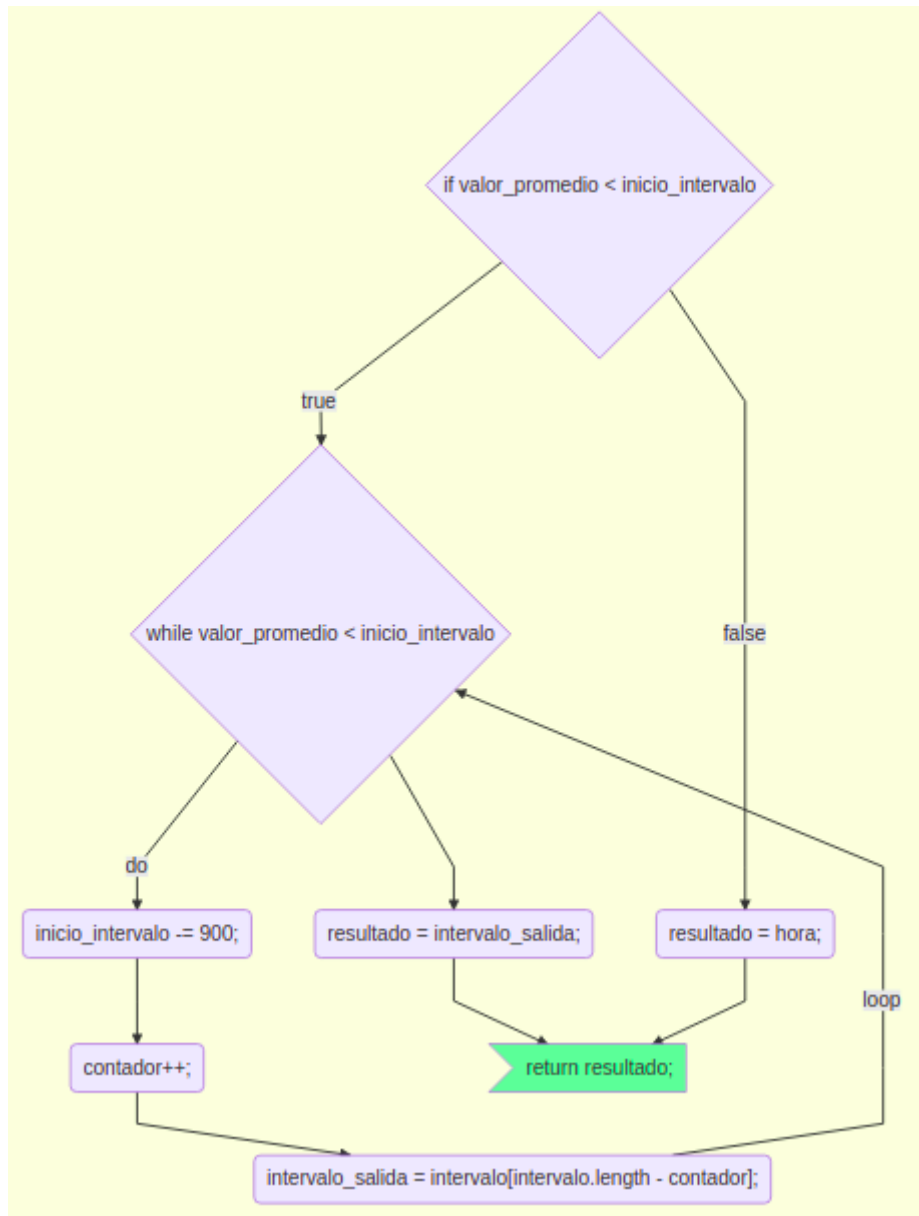 if valor_promedio < inicio_intervalo
true
while valor_promedio < inicio_intervalo
false
do
inicio_intervalo -= 900;
resultado = intervalo_salida;
resultado = hora;
loop
contador++;
return resultado;
intervalo_salida = intervalo[intervalo.length - contador];